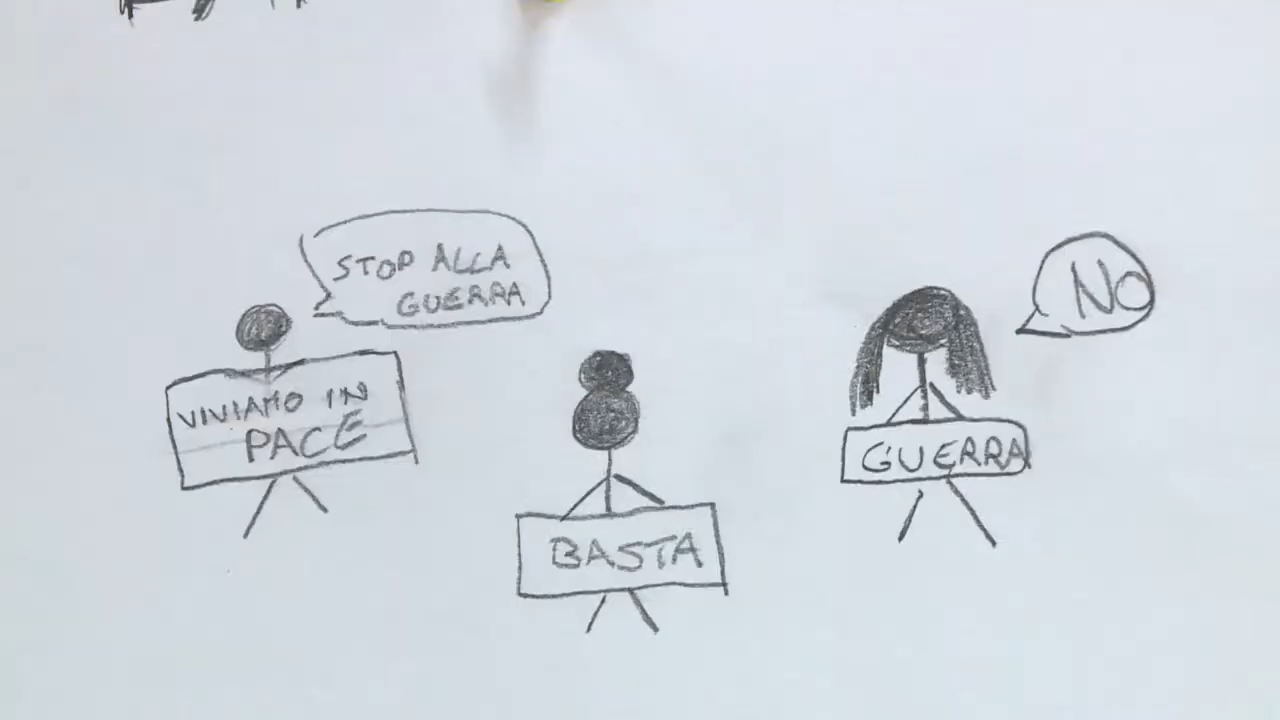 STOP ALLA
GUERRA
VIVIAMO IN
PACE
BASTA
NO
GUERRA